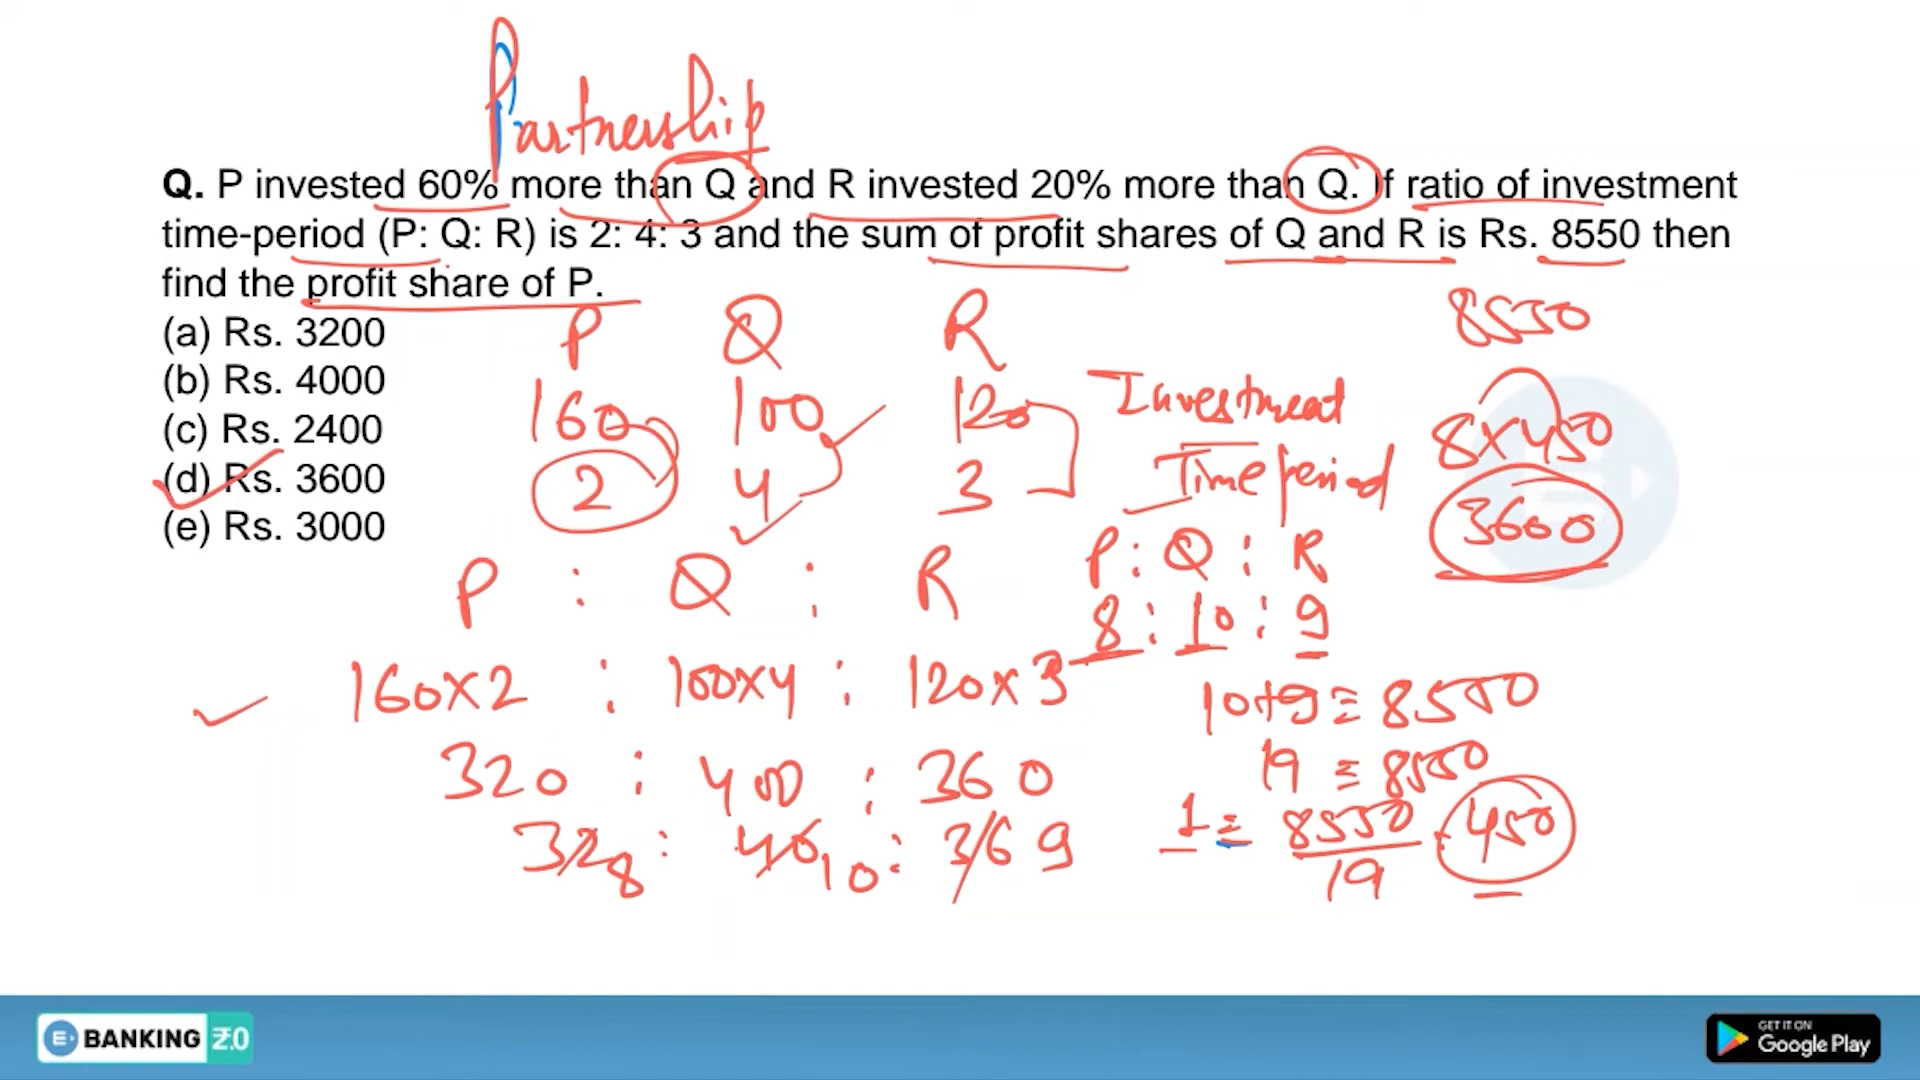 Partnership
Q. P invested 60% more than Q and R invested 20% more than Q. If ratio of investment
time-period (P: Q: R) is 2: 4: 3 and the sum of profit shares of Q and R is Rs. 8550 then
find the profit share of P.
(a) Rs. 3200
(b) Rs. 4000
(c) Rs. 2400
(d) Rs. 3600
(e) Rs. 3000
P Q R
160 100 120 Investment
2 4 3 Time period
8550
8×450
3600
P : Q : R
160×2 : 100×4 : 120×3
320 : 400 : 360
32 8 : 40 10 : 36 9
P : Q : R
8 : 10 : 9
10+9 ≡ 8550
19 ≡ 8550
1 ≡ 8550/19 = 450
E BANKING 2.0
GET IT ON
Google Play